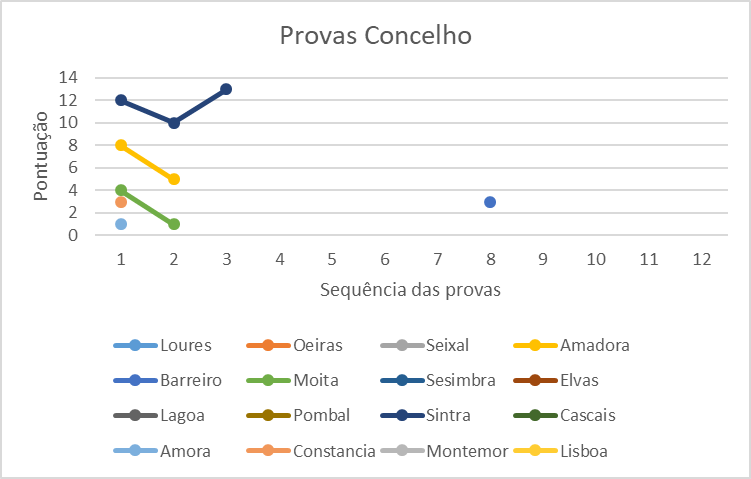 Provas Concelho
14
12
10
8
6
4
2
0
Pontuação
1 2 3 4 5 6 7 8 9 10 11 12
Sequência das provas
Loures Oeiras Seixal Amadora
Barreiro Moita Sesimbra Elvas
Lagoa Pombal Sintra Cascais
Amora Constancia Montemor Lisboa